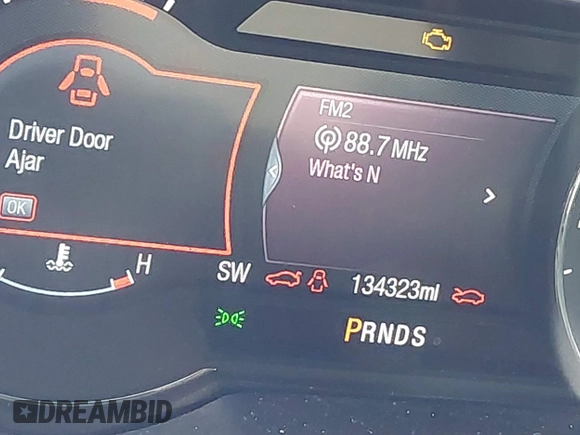 FM2
88.7 MHz
What's N
Driver Door
Ajar
OK
H
SW
134323mi
PRNDS
DREAMBID